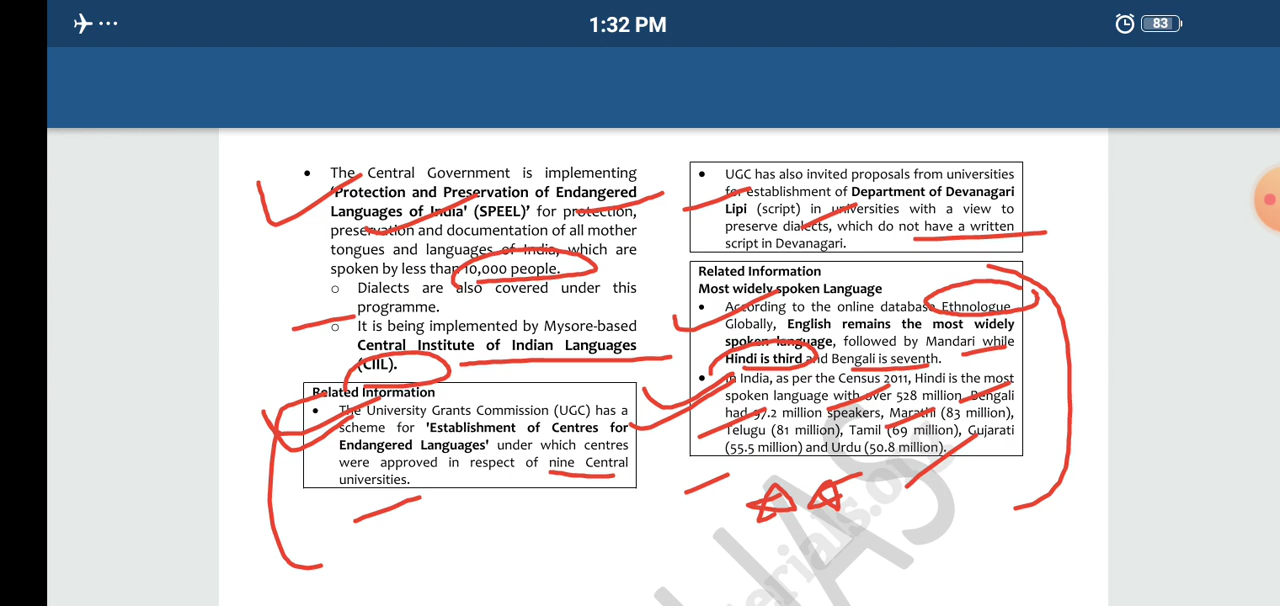 1:32 PM
83
• The Central Government is implementing
'Protection and Preservation of Endangered
Languages of India' (SPEEL)' for protection,
preservation and documentation of all mother
tongues and languages of India, which are
spoken by less than 10,000 people.
o Dialects are also covered under this
programme.
o It is being implemented by Mysore-based
Central Institute of Indian Languages
(CIIL).
Related Information
• The University Grants Commission (UGC) has a
scheme for 'Establishment of Centres for
Endangered Languages' under which centres
were approved in respect of nine Central
universities.
• UGC has also invited proposals from universities
for establishment of Department of Devanagari
Lipi (script) in universities with a view to
preserve dialects, which do not have a written
script in Devanagari.
Related Information
Most widely spoken Language
• According to the online database Ethnologue,
Globally, English remains the most widely
spoken language, followed by Mandari while
Hindi is third and Bengali is seventh.
• In India, as per the Census 2011, Hindi is the most
spoken language with over 528 million, Bengali
had 97.2 million speakers, Marathi (83 million),
Telugu (81 million), Tamil (69 million), Gujarati
(55.5 million) and Urdu (50.8 million).